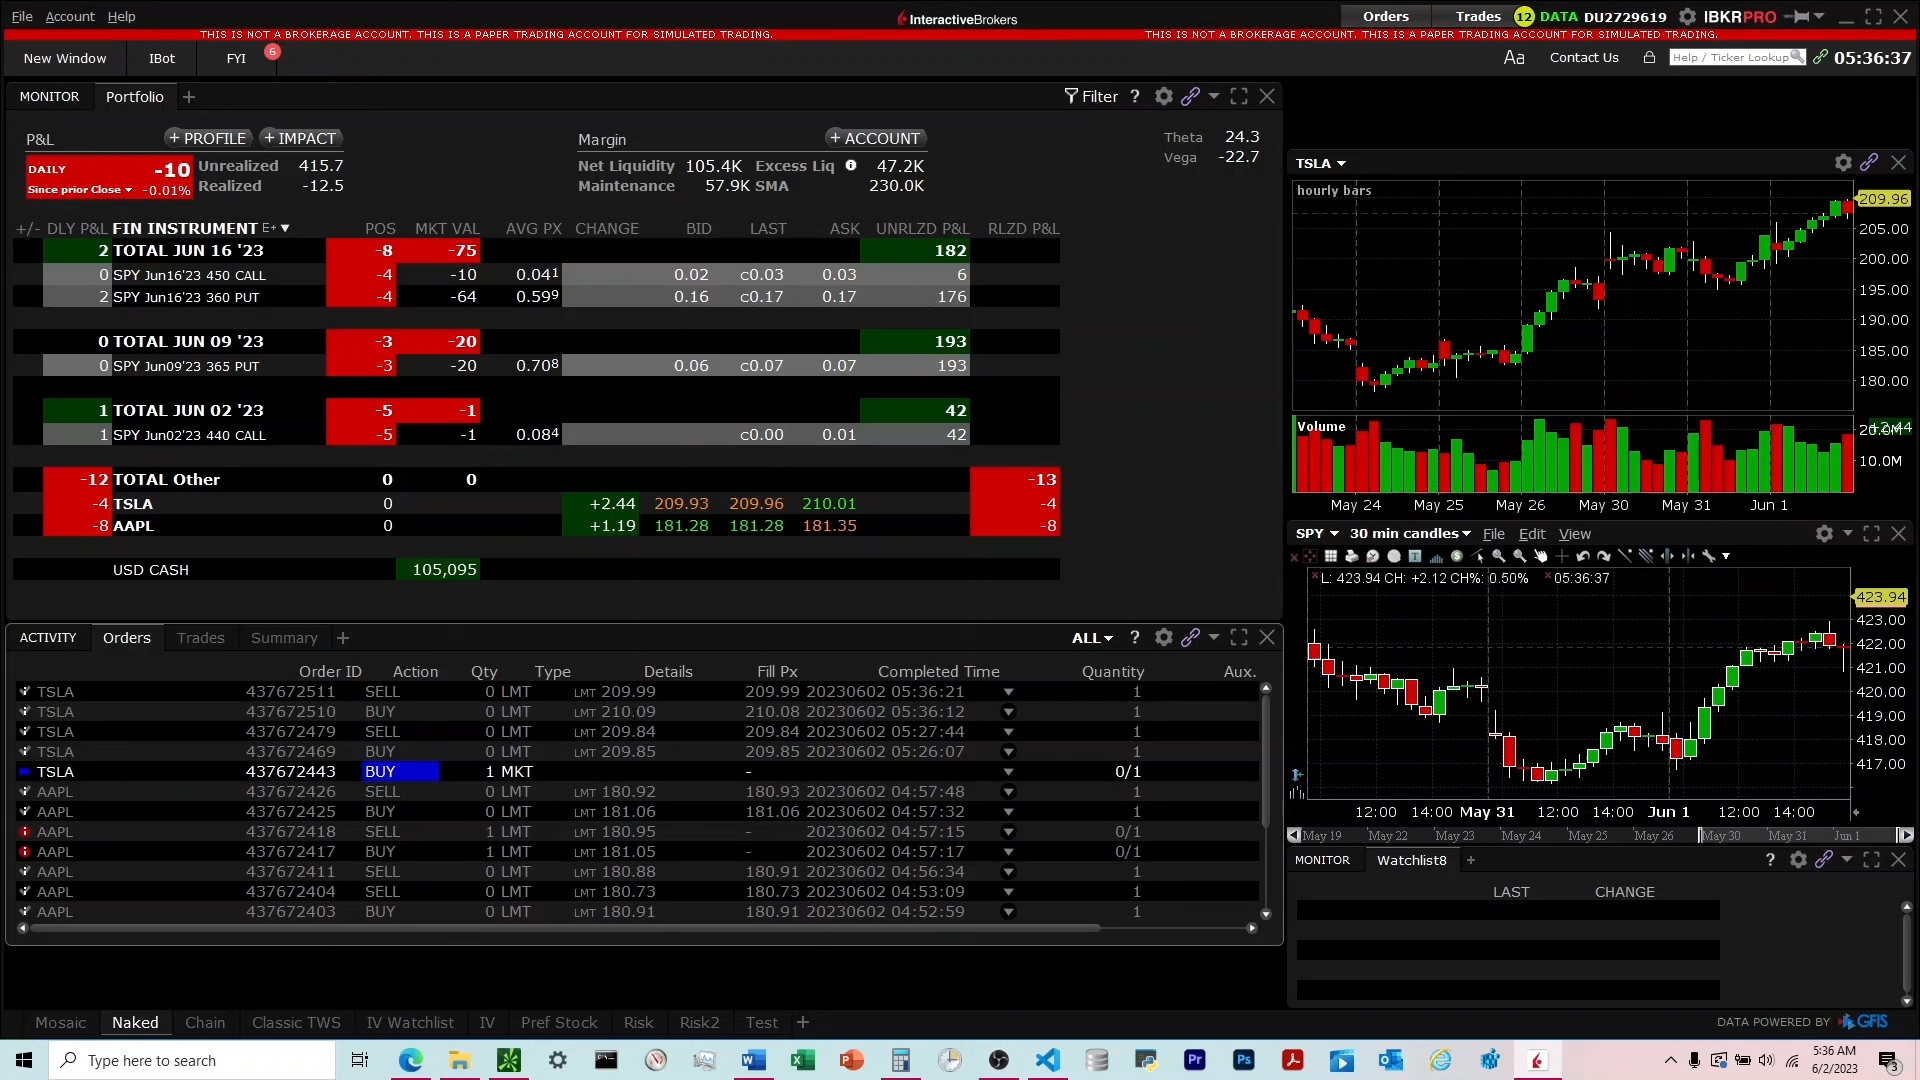 File Account Help
InteractiveBrokers
Orders Trades 12 DATA DU2729619 IBKRPRO
THIS IS NOT A BROKERAGE ACCOUNT. THIS IS A PAPER TRADING ACCOUNT FOR SIMULATED TRADING.
THIS IS NOT A BROKERAGE ACCOUNT. THIS IS A PAPER TRADING ACCOUNT FOR SIMULATED TRADING.
New Window IBot FYI 6
Aa Contact Us Help / Ticker Lookup 05:36:37
MONITOR Portfolio + Filter ?
P&L + PROFILE + IMPACT
Margin + ACCOUNT
Theta 24.3
Vega -22.7
DAILY -10
Since prior Close -0.01%
Unrealized 415.7
Realized -12.5
Net Liquidity 105.4K Excess Liq 47.2K
Maintenance 57.9K SMA 230.0K
+/- DLY P&L FIN INSTRUMENT E+ POS MKT VAL AVG PX CHANGE BID LAST ASK UNRLZD P&L RLZD P&L
2 TOTAL JUN 16 '23 -8 -75 182
0 SPY Jun16'23 450 CALL -4 -10 0.041 0.02 c0.03 0.03 6
2 SPY Jun16'23 360 PUT -4 -64 0.599 0.16 c0.17 0.17 176
0 TOTAL JUN 09 '23 -3 -20 193
0 SPY Jun09'23 365 PUT -3 -20 0.708 0.06 c0.07 0.07 193
1 TOTAL JUN 02 '23 -5 -1 42
1 SPY Jun02'23 440 CALL -5 -1 0.084 c0.00 0.01 42
-12 TOTAL Other 0 0 -13
-4 TSLA 0 +2.44 209.93 209.96 210.01 -4
-8 AAPL 0 +1.19 181.28 181.28 181.35 -8
USD CASH 105,095
ACTIVITY Orders Trades Summary + ALL ?
Order ID Action Qty Type Details Fill Px Completed Time Quantity Aux.
TSLA 437672511 SELL 0 LMT LMT 209.99 209.99 20230602 05:36:21 1
TSLA 437672510 BUY 0 LMT LMT 210.09 210.08 20230602 05:36:12 1
TSLA 437672479 SELL 0 LMT LMT 209.84 209.84 20230602 05:27:44 1
TSLA 437672469 BUY 0 LMT LMT 209.85 209.85 20230602 05:26:07 1
TSLA 437672443 BUY 1 MKT - 0/1
AAPL 437672426 SELL 0 LMT LMT 180.92 180.93 20230602 04:57:48 1
AAPL 437672425 BUY 0 LMT LMT 181.06 181.06 20230602 04:57:32 1
AAPL 437672418 SELL 1 LMT LMT 180.95 - 20230602 04:57:15 0/1
AAPL 437672417 BUY 1 LMT LMT 181.05 - 20230602 04:57:17 0/1
AAPL 437672411 SELL 0 LMT LMT 180.88 180.91 20230602 04:56:34 1
AAPL 437672404 SELL 0 LMT LMT 180.73 180.73 20230602 04:53:09 1
AAPL 437672403 BUY 0 LMT LMT 180.91 180.91 20230602 04:52:59 1
TSLA
hourly bars
209.96
205.00
200.00
195.00
190.00
185.00
180.00
Volume
20.0M
+2.44
10.0M
May 24 May 25 May 26 May 30 May 31 Jun 1
SPY 30 min candles File Edit View
L: 423.94 CH: +2.12 CH%: 0.50% 05:36:37
423.94
423.00
422.00
421.00
420.00
419.00
418.00
417.00
12:00 14:00 May 31 12:00 14:00 Jun 1 12:00 14:00
May 19 May 22 May 23 May 24 May 25 May 26 May 30 May 31 Jun 1
MONITOR Watchlist8 + ?
LAST CHANGE
Mosaic Naked Chain Classic TWS IV Watchlist IV Pref Stock Risk Risk2 Test +
DATA POWERED BY GFIS
Type here to search
5:36 AM
6/2/2023
3